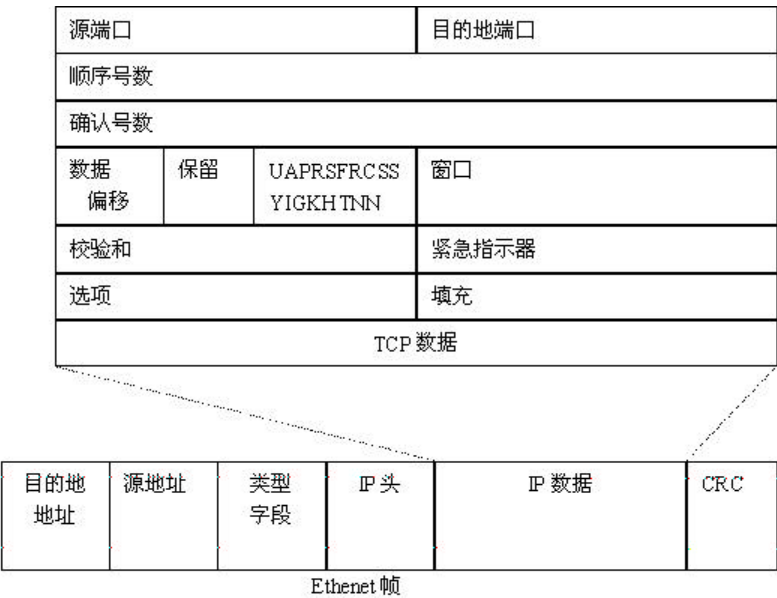 源端口 目的地端口
顺序号数
确认号数
数据 保留 UAPRSFRCSS 窗口
偏移 YIGKHTNN
校验和 紧急指示器
选项 填充
TCP 数据
目的地 源地址 类型 IP 头 IP 数据 CRC
地址 字段
Ethenet 帧